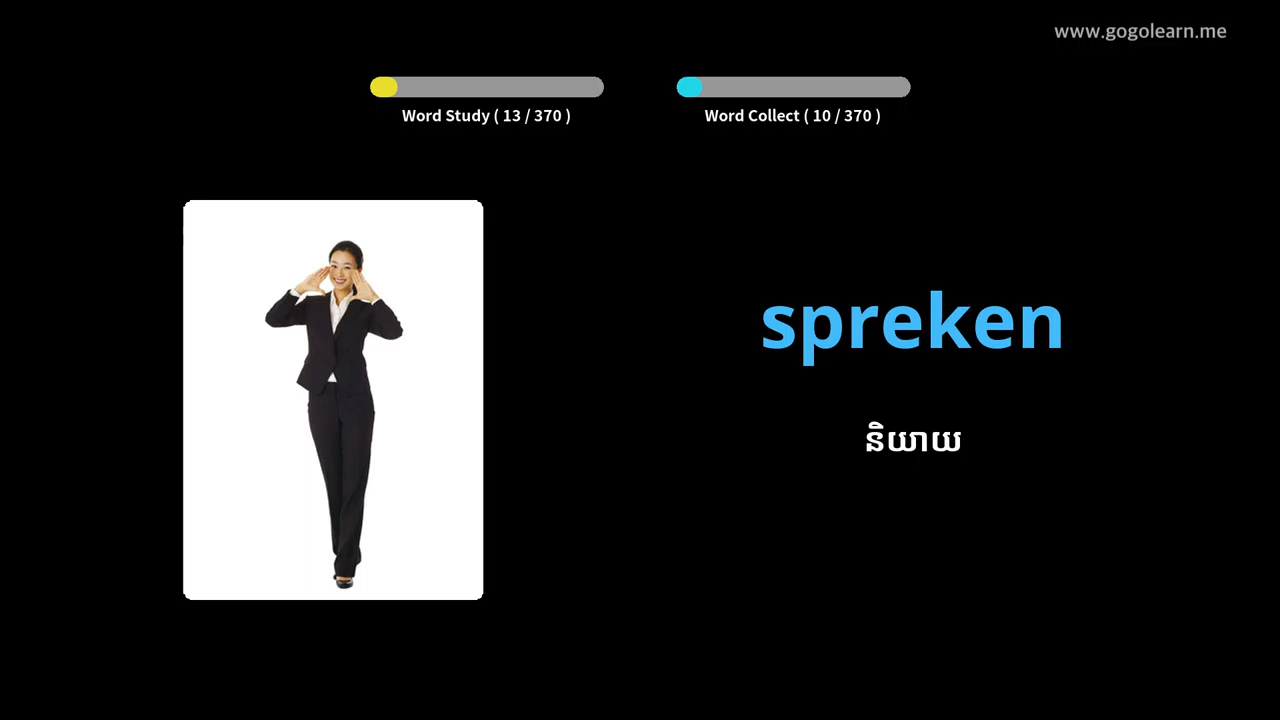 www.gogolearn.me
Word Study ( 13 / 370 )
Word Collect ( 10 / 370 )
spreken
និយាយ